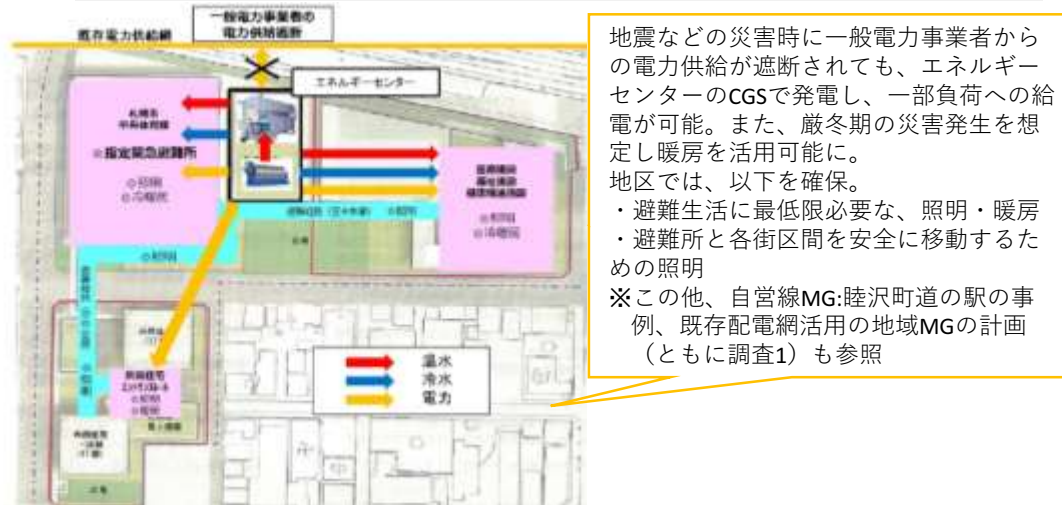 一般電力事業者の
電力供給遮断
既存電力供給網
エネルギーセンター
札幌市
中央体育館
※指定緊急避難所
◎照明
◎冷暖房
医療施設
福祉施設
健康増進施設
◎照明
◎冷暖房
◎照明
温水
冷水
電力
地震などの災害時に一般電力事業者から
の電力供給が遮断されても、エネルギー
センターのCGSで発電し、一部負荷への給
電が可能。また、厳冬期の災害発生を想
定し暖房を活用可能に。
地区では、以下を確保。
・避難生活に最低限必要な、照明・暖房
・避難所と各街区間を安全に移動するた
めの照明
※この他、自営線MG:睦沢町道の駅の事
例、既存配電網活用の地域MGの計画
（ともに調査1）も参照